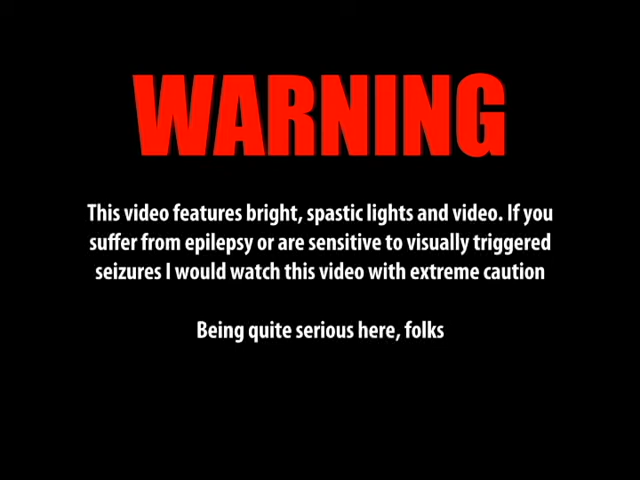 WARNING
This video features bright, spastic lights and video. If you
suffer from epilepsy or are sensitive to visually triggered
seizures I would watch this video with extreme caution
Being quite serious here, folks